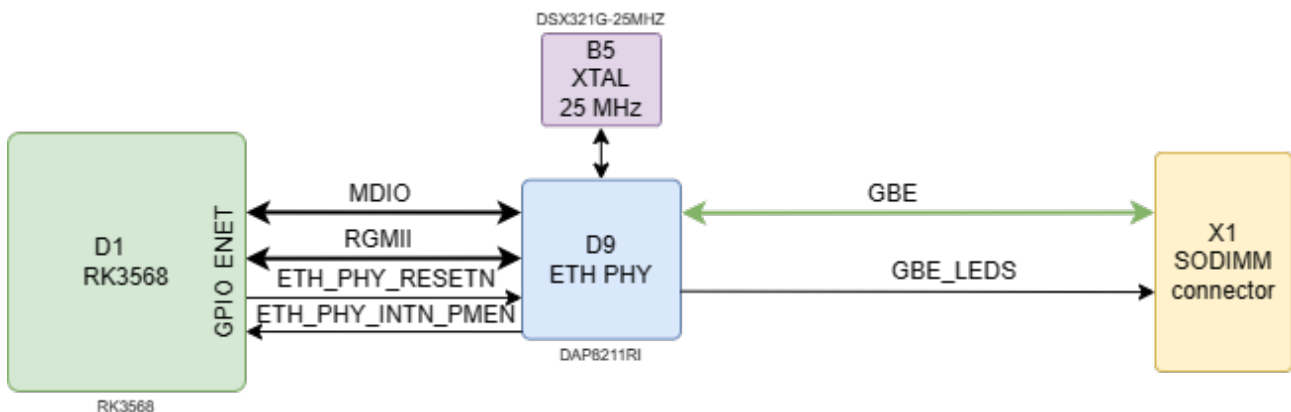 DSX321G-25MHZ
B5
XTAL
25 MHz
D1
RK3568
GPIO ENET
MDIO
RGMII
ETH_PHY_RESETN
ETH_PHY_INTN_PMEN
D9
ETH PHY
GBE
GBE_LEDS
X1
SODIMM
connector
DAP8211RI
RK3568